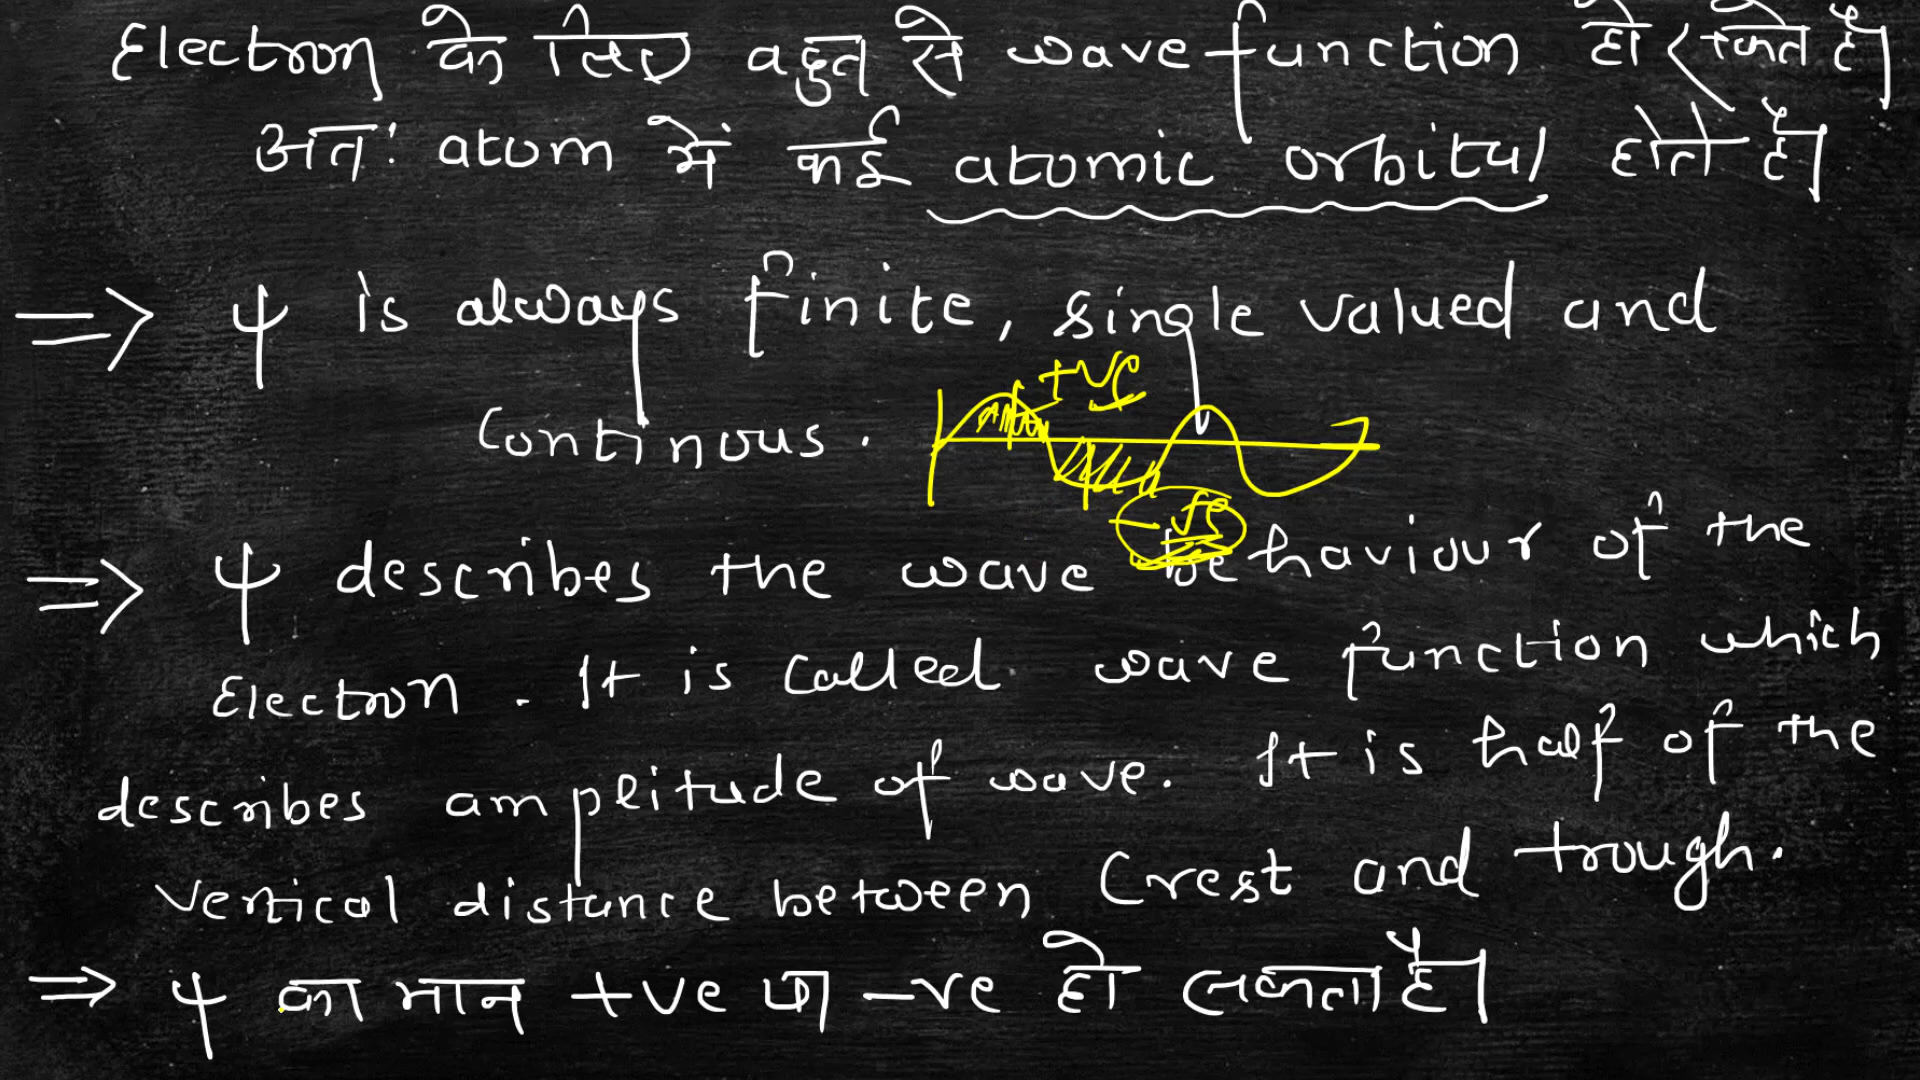 Electron के लिए बहुत से wave function हो सकते है।
अतः atom में कई atomic orbital होते है।
⇒ ψ is always finite, single valued and
continous.
+ve
-ve
⇒ ψ describes the wave behaviour of the
Electron. It is called wave function which
describes amplitude of wave. It is half of the
vertical distance between Crest and trough.
⇒ ψ का मान +ve या -ve हो सकता है।